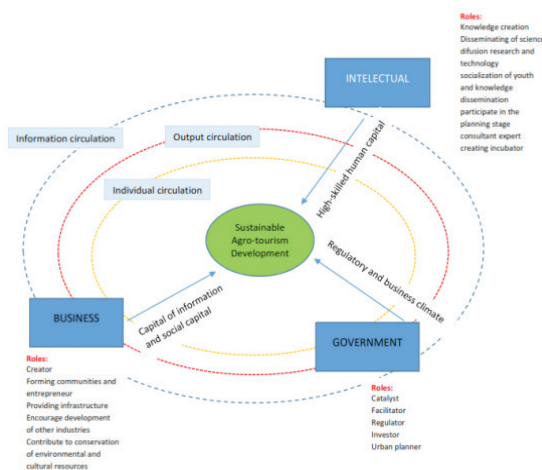 Roles:
Knowledge creation
Disseminating of science
difusion research and
technology
socialization of youth
and knowledge
dissemination
participate in the
planning stage
consultant expert
creating incubator
INTELECTUAL
Information circulation
Output circulation
Individual circulation
High-skilled human capital
Sustainable
Agro-tourism
Development
Regulatory and business climate
Capital of information
and social capital
BUSINESS
GOVERNMENT
Roles:
Creator
Forming communities and
entrepreneur
Providing infrastructure
Encourage development
of other industries
Contribute to conservation
of environmental and
cultural resources
Roles:
Catalyst
Facilitator
Regulator
Investor
Urban planner